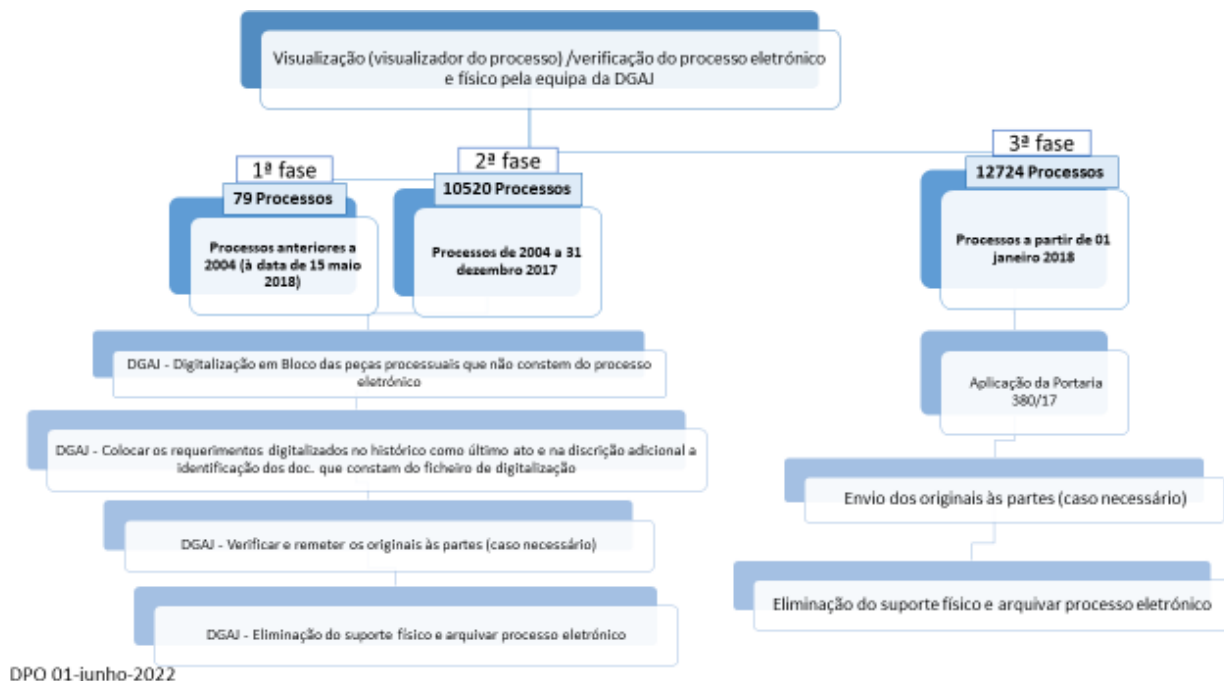 Visualização (visualizador do processo) /verificação do processo eletrónico
e físico pela equipa da DGAJ
1ª fase
79 Processos
Processos anteriores a
2004 (à data de 15 maio
2018)
2ª fase
10520 Processos
Processos de 2004 a 31
dezembro 2017
3ª fase
12724 Processos
Processos a partir de 01
janeiro 2018
DGAJ - Digitalização em Bloco das peças processuais que não constem do processo
eletrónico
DGAJ - Colocar os requerimentos digitalizados no histórico como último ato e na discrição adicional a
identificação dos doc. que constam do ficheiro de digitalização
DGAJ - Verificar e remeter os originais às partes (caso necessário)
DGAJ - Eliminação do suporte físico e arquivar processo eletrónico
Aplicação da Portaria
380/17
Envio dos originais às partes (caso necessário)
Eliminação do suporte físico e arquivar processo eletrónico
DPO 01-junho-2022